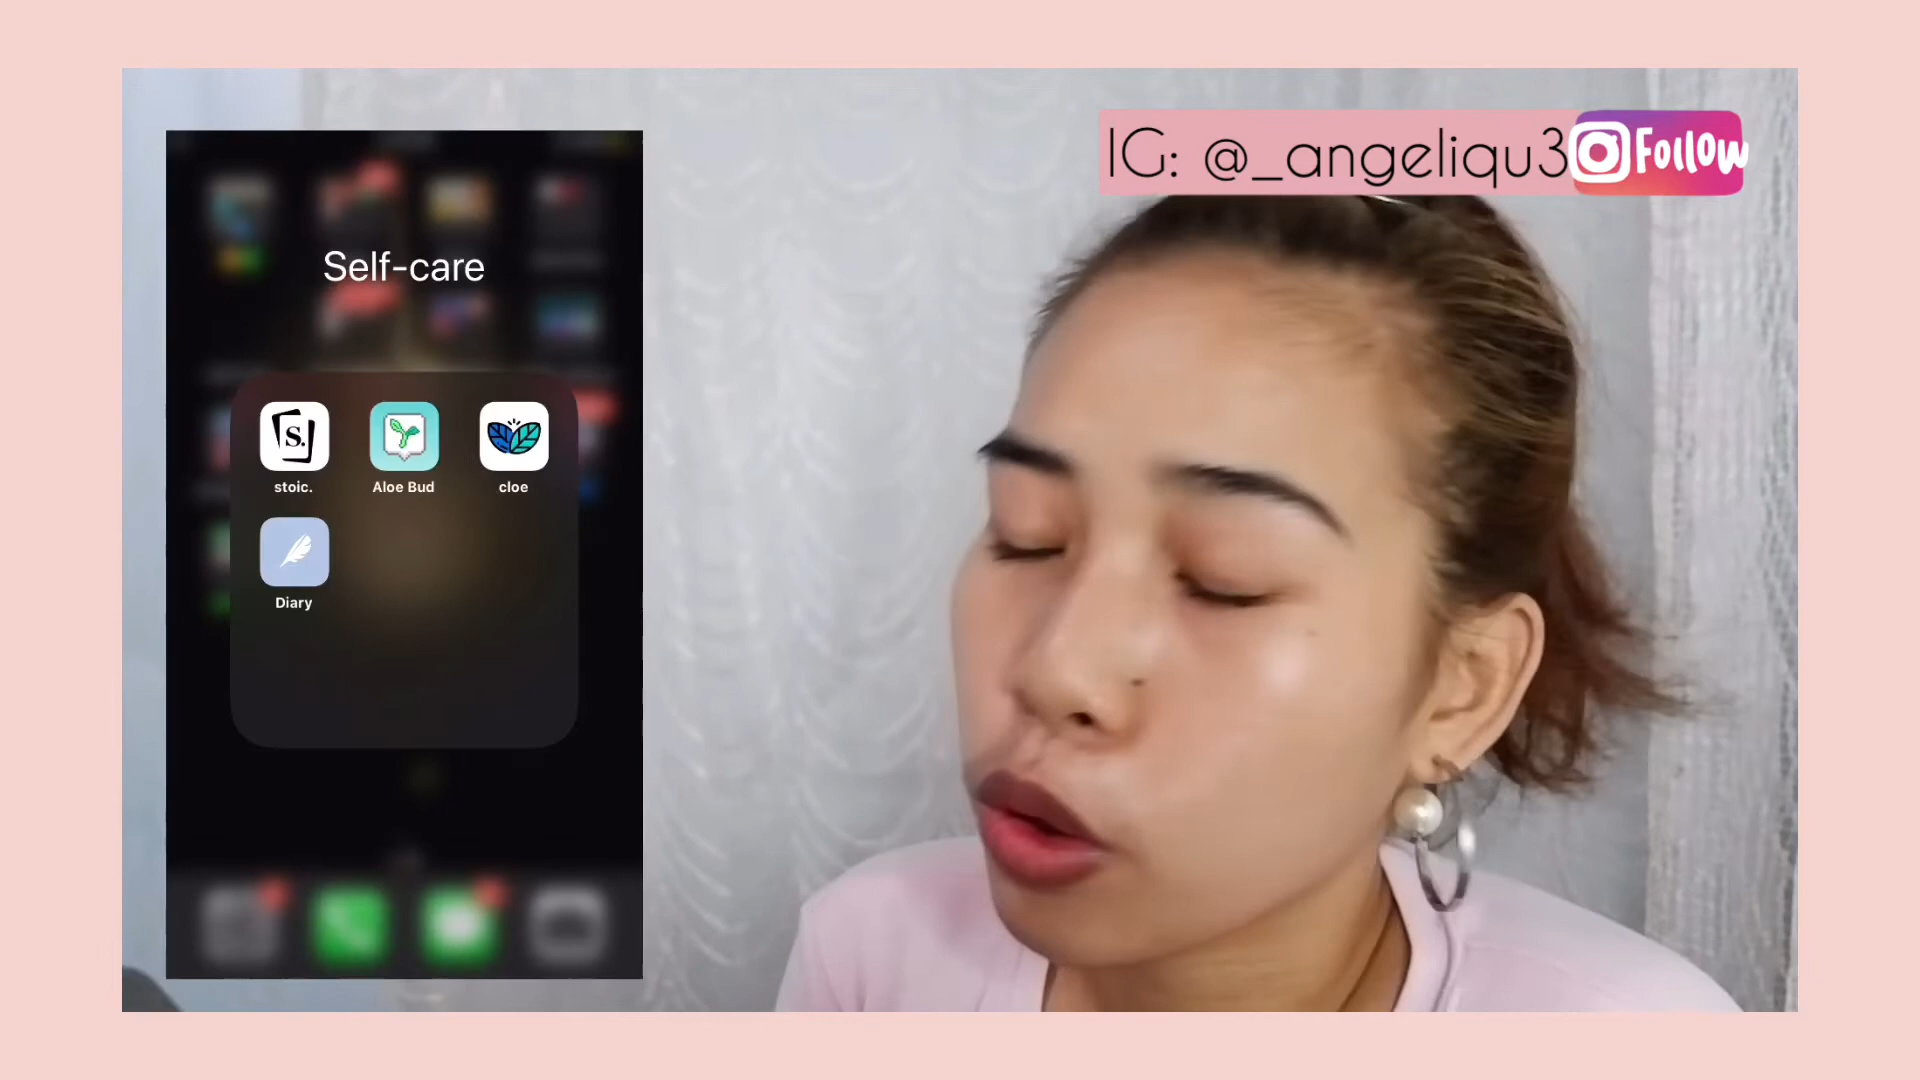 IG: @_angeliqu3
Follow
Self-care
S.
stoic.
Aloe Bud
cloe
Diary